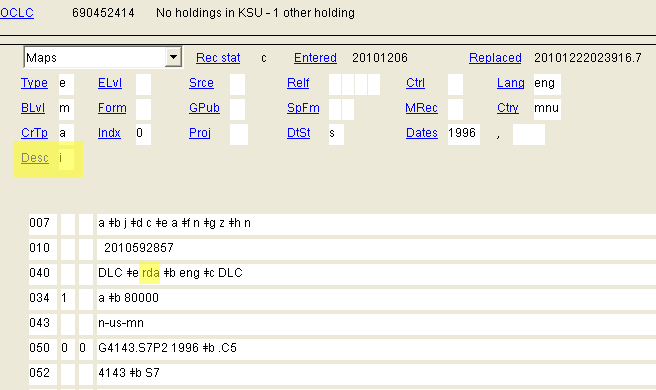 OCLC 690452414 No holdings in KSU - 1 other holding
Maps Rec stat c Entered 20101206 Replaced 20101222023916.7
Type e ELvl Srce Relf Ctrl Lang eng
BLvl m Form GPub SpFm MRec Ctry mnu
CrTp a Indx 0 Proj DtSt s Dates 1996 ,
Desc i
007 a ǂb j ǂd c ǂe a ǂf n ǂg z ǂh n
010 2010592857
040 DLC ǂe rda ǂb eng ǂc DLC
034 1 a ǂb 80000
043 n-us-mn
050 0 0 G4143.S7P2 1996 ǂb .C5
052 4143 ǂb S7